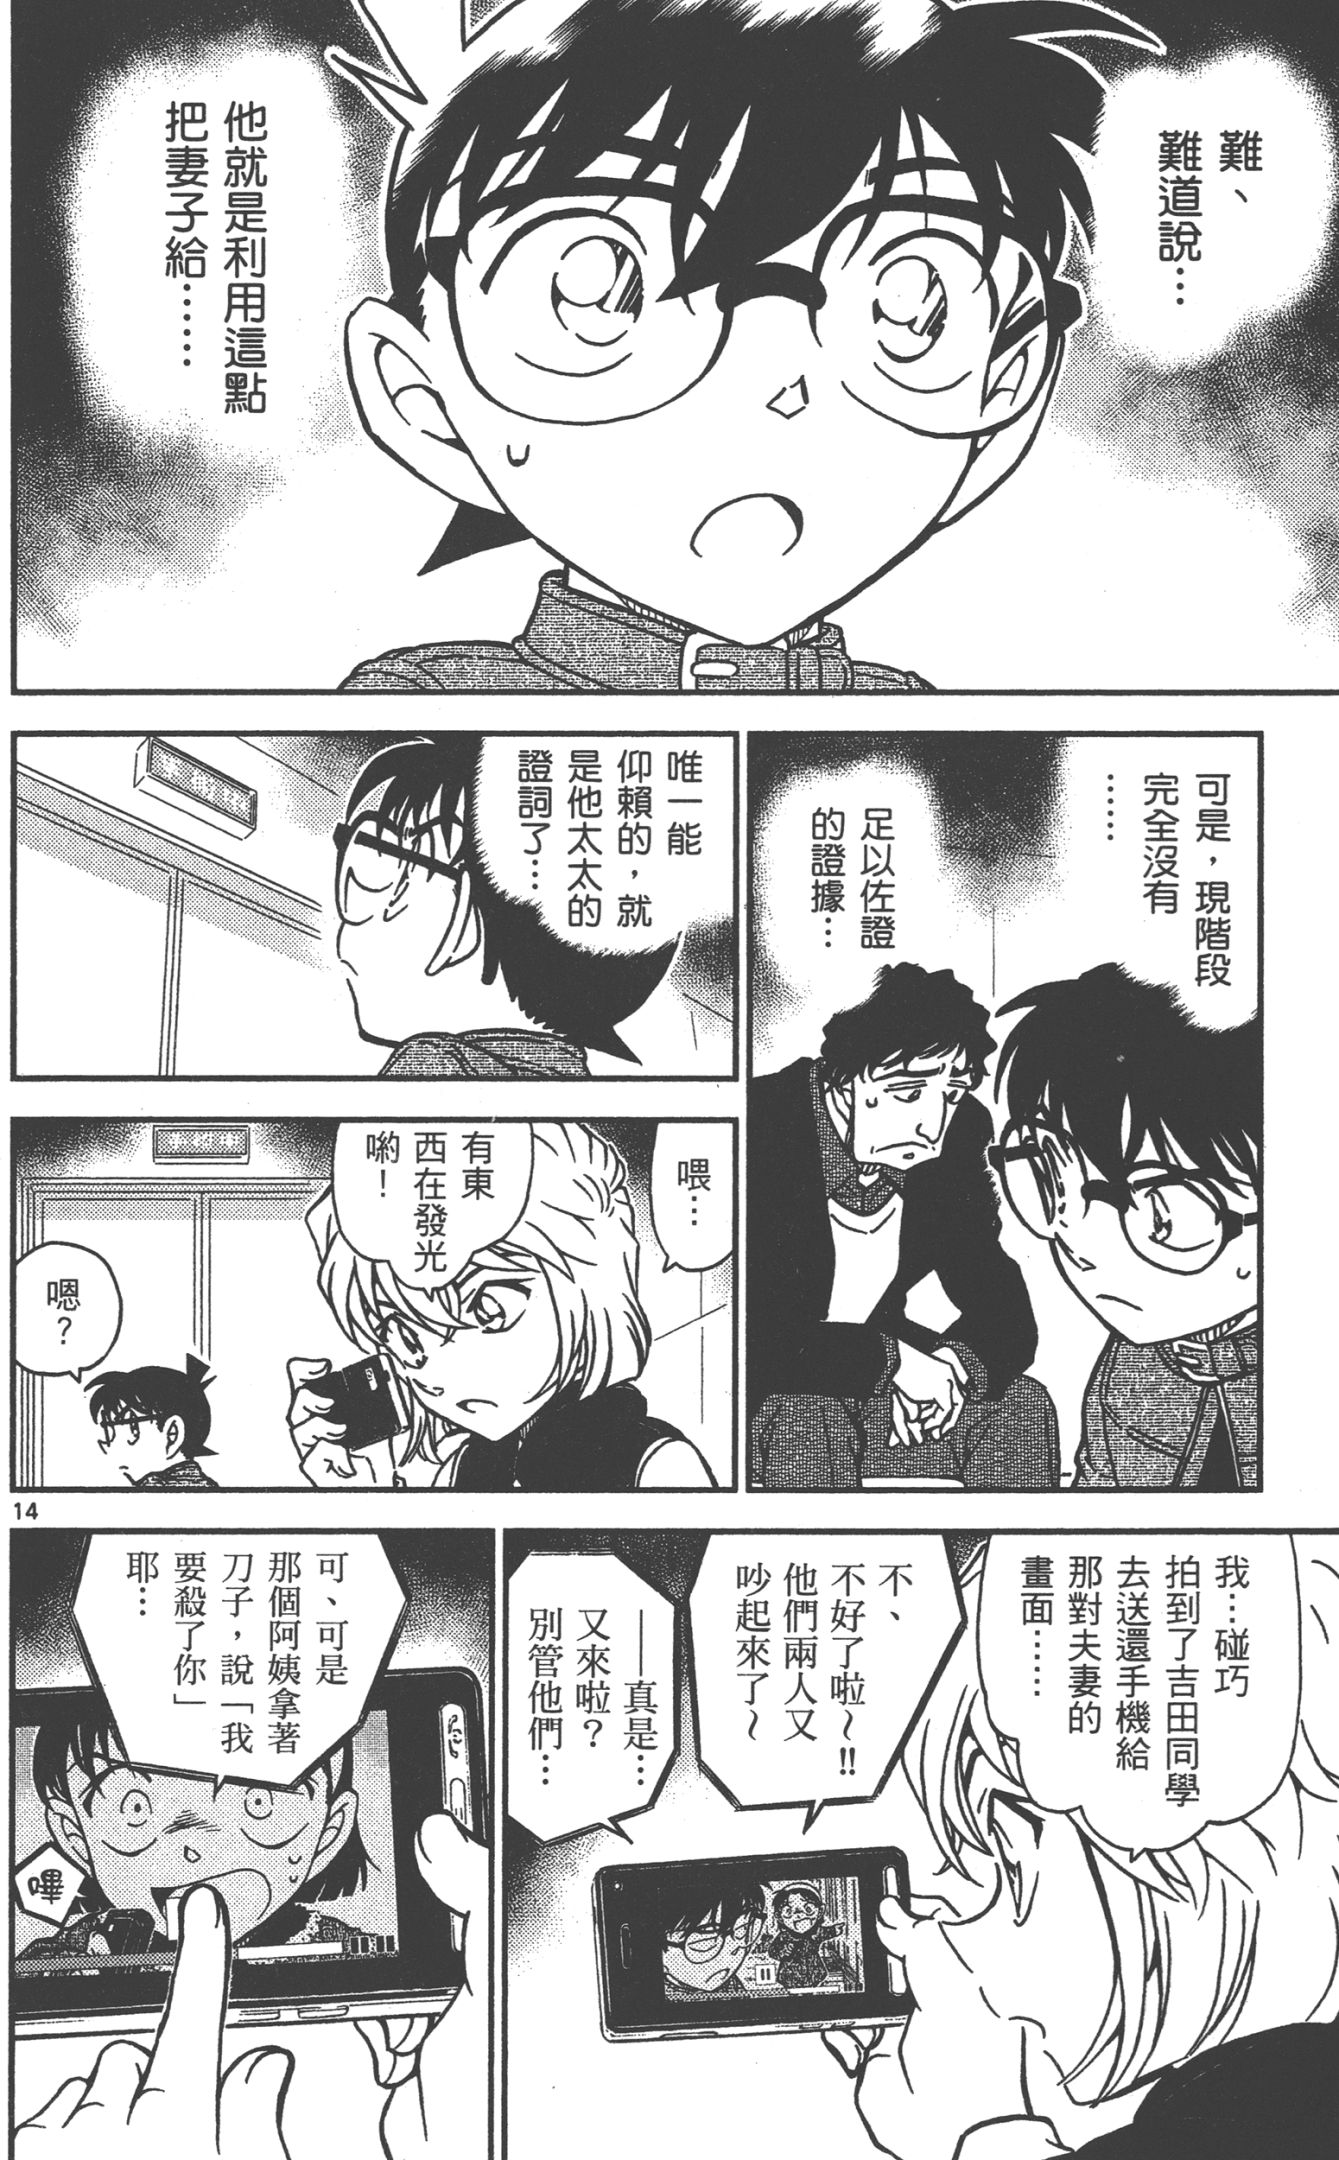 難、
難道說…
他就是利用這點
把妻子給……
可是，現階段
完全沒有
……
足以佐證
的證據…
唯一能
仰賴的，就
是他太太的
證詞了…
喂…
有東
西在發光
喲！
嗯？
14
我…碰巧
拍到了吉田同學
去送還手機給
那對夫妻的
畫面……
不、
不好了啦~!!
他們兩人又
吵起來了~
——真是…
又來啦？
別管他們…
可、可是
那個阿姨拿著
刀子，說「我
要殺了你」
耶…
嗶